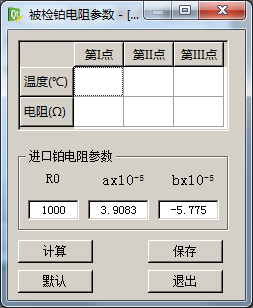 被检铂电阻参数 - [...
第I点 第II点 第III点
温度(℃)
电阻(Ω)
进口铂电阻参数
R0 ax10⁻⁵ bx10⁻⁵
1000 3.9083 -5.775
计算 保存
默认 退出